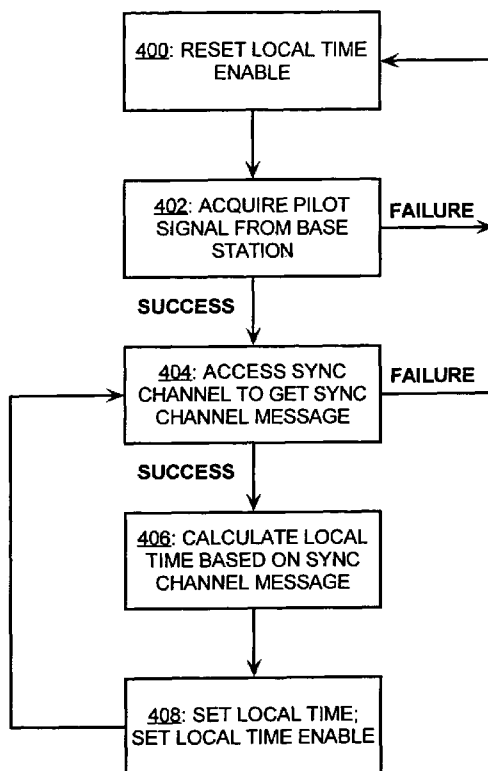 400: RESET LOCAL TIME
ENABLE
402: ACQUIRE PILOT
SIGNAL FROM BASE
STATION
FAILURE
SUCCESS
404: ACCESS SYNC
CHANNEL TO GET SYNC
CHANNEL MESSAGE
FAILURE
SUCCESS
406: CALCULATE LOCAL
TIME BASED ON SYNC
CHANNEL MESSAGE
408: SET LOCAL TIME;
SET LOCAL TIME ENABLE